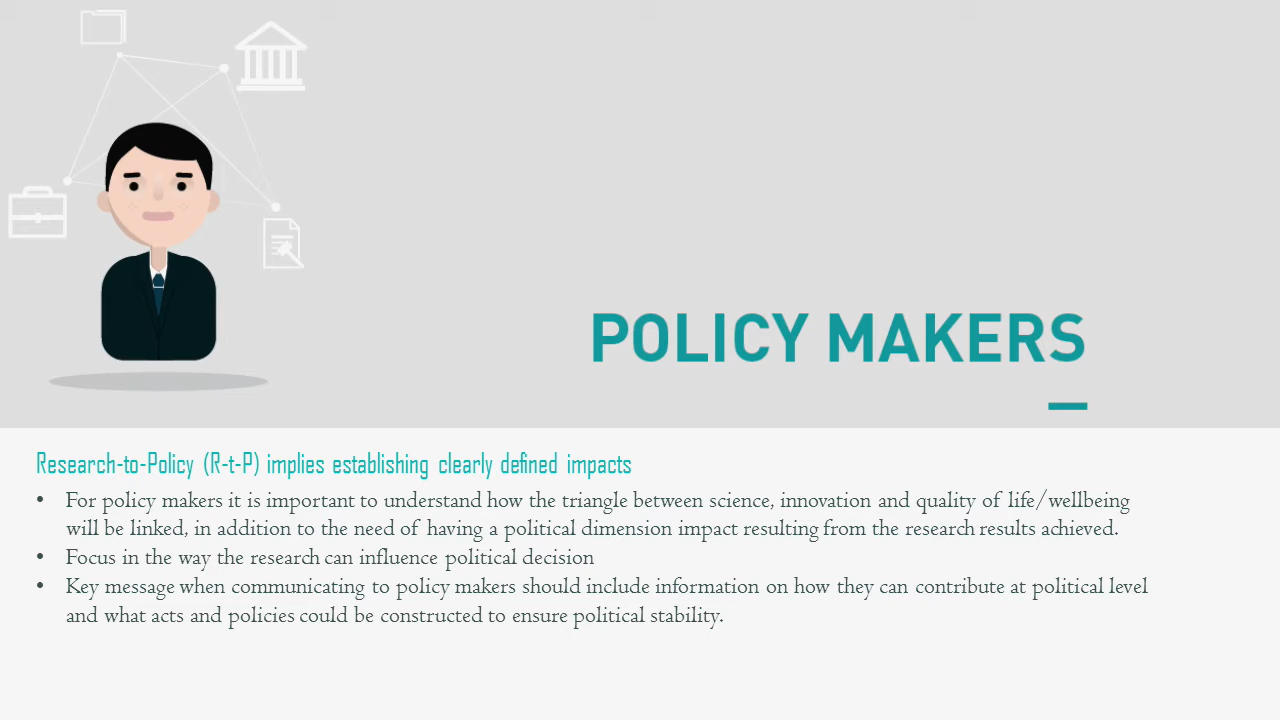 POLICY MAKERS
Research-to-Policy (R-t-P) implies establishing clearly defined impacts
• For policy makers it is important to understand how the triangle between science, innovation and quality of life/wellbeing
will be linked, in addition to the need of having a political dimension impact resulting from the research results achieved.
• Focus in the way the research can influence political decision
• Key message when communicating to policy makers should include information on how they can contribute at political level
and what acts and policies could be constructed to ensure political stability.